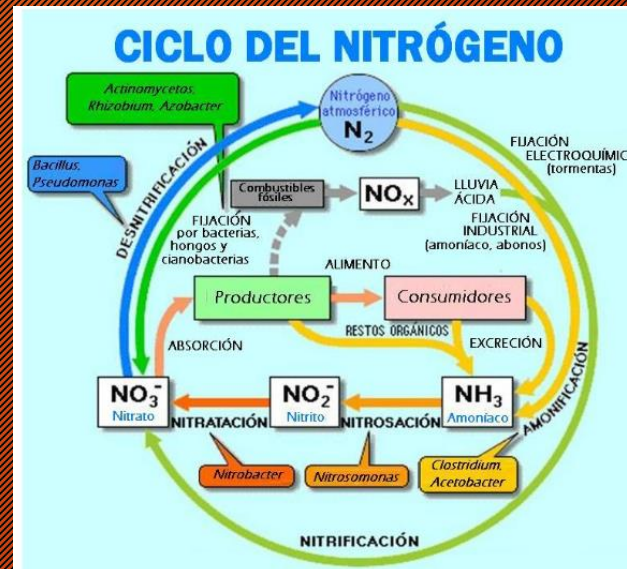 CICLO DEL NITRÓGENO
Actinomycetos,
Rhizobium, Azobacter
Nitrógeno
atmosférico
N₂
FIJACIÓN
ELECTROQUÍMIC
(tormentas)
Bacillus,
Pseudomonas
DESNITRIFICACIÓN
FIJACIÓN
por bacterias,
hongos y
cianobacterias
Combustibles
fósiles
NOₓ
LLUVIA
ÁCIDA
FIJACIÓN
INDUSTRIAL
(amoníaco, abonos)
Productores
ALIMENTO
Consumidores
ABSORCIÓN
RESTOS ORGÁNICOS
EXCRECIÓN
NO₃⁻
Nitrato
NITRATACIÓN
NO₂⁻
Nitrito
NITROSACIÓN
NH₃
Amoníaco
AMONIFICACIÓN
Nitrobacter
Nitrosomonas
Clostridium,
Acetobacter
NITRIFICACIÓN